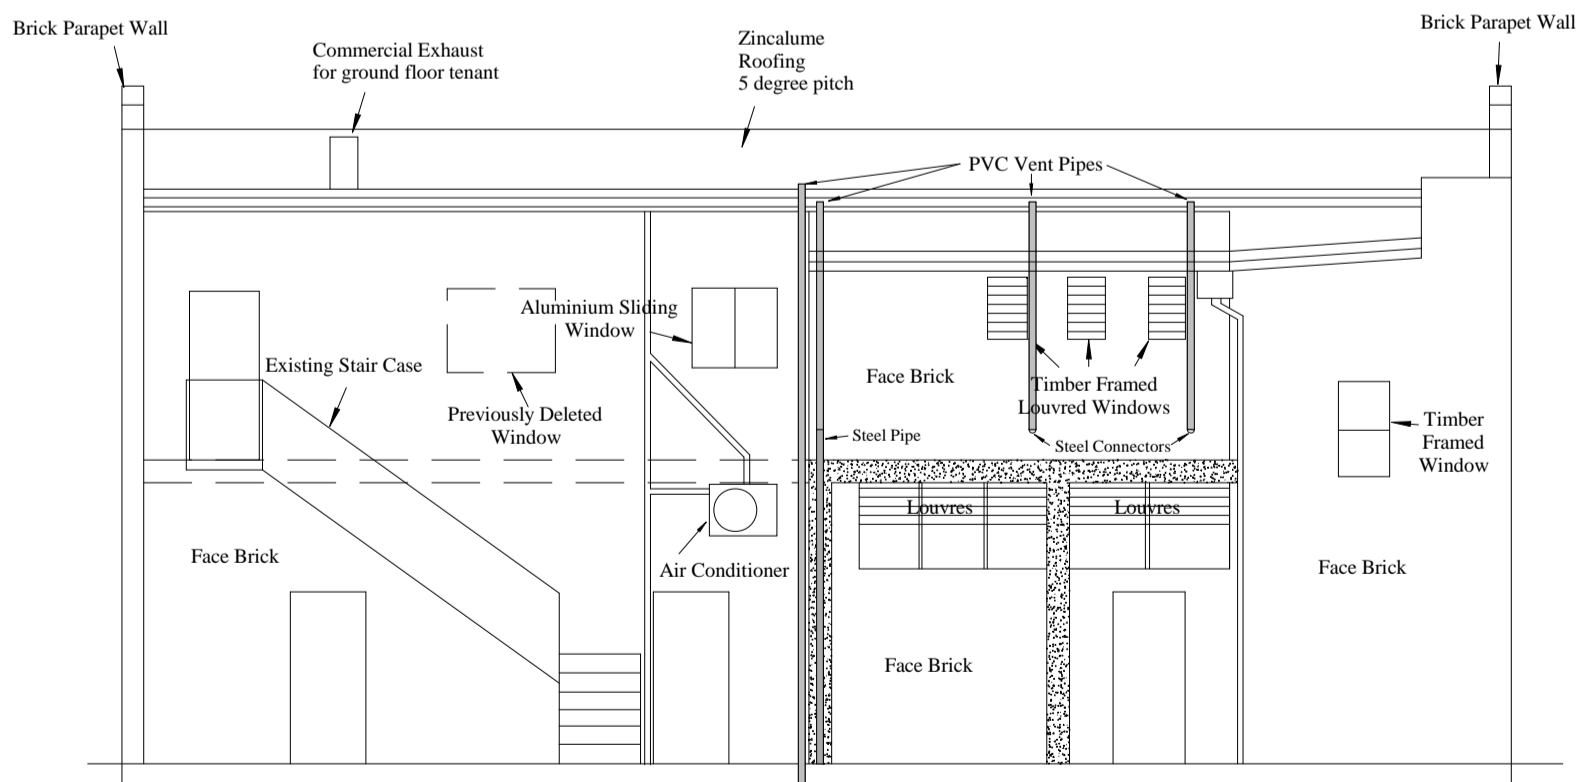 Brick Parapet Wall
Commercial Exhaust
for ground floor tenant
Zincalume
Roofing
5 degree pitch
Brick Parapet Wall
PVC Vent Pipes
Aluminium Sliding
Window
Existing Stair Case
Previously Deleted
Window
Face Brick
Timber Framed
Louvred Windows
Steel Pipe
Steel Connectors
Timber
Framed
Window
Louvres
Louvres
Face Brick
Air Conditioner
Face Brick
Face Brick